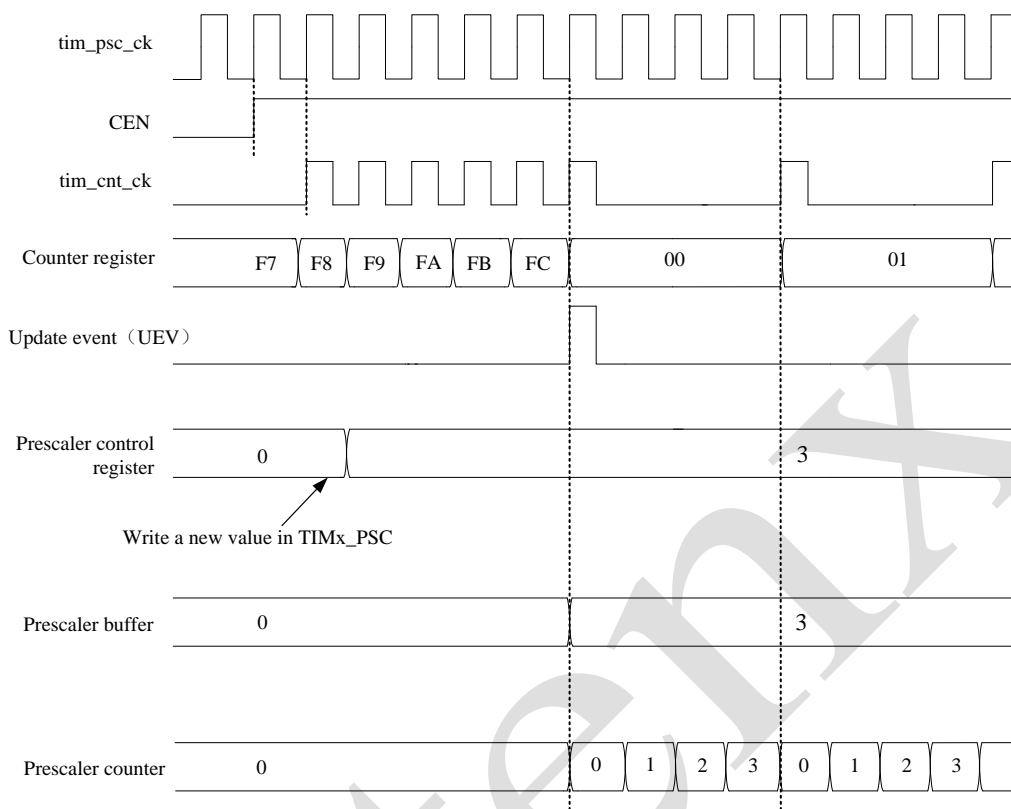 tim_psc_ck
CEN
tim_cnt_ck
Counter register F7 F8 F9 FA FB FC 00 01
Update event（UEV）
Prescaler control
register
0 3
Write a new value in TIMx_PSC
Prescaler buffer 0 3
Prescaler counter 0 0 1 2 3 0 1 2 3